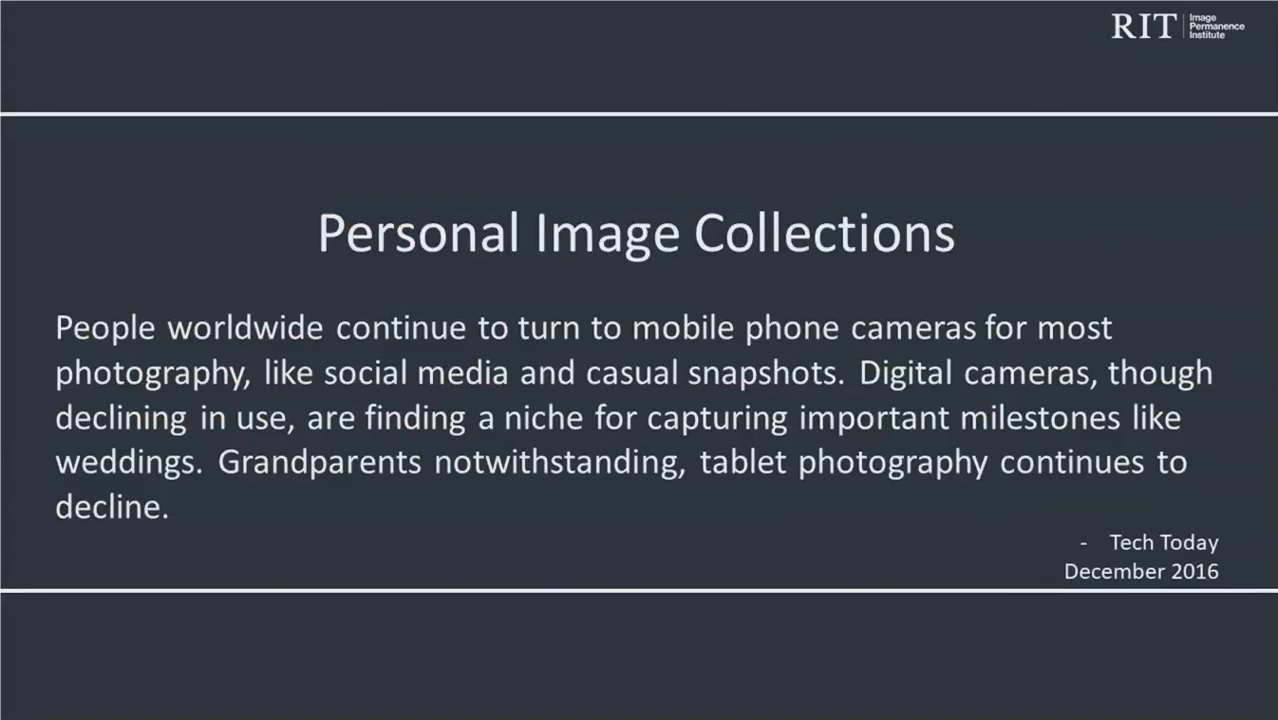 RIT
Image
Permanence
Institute
Personal Image Collections
People worldwide continue to turn to mobile phone cameras for most
photography, like social media and casual snapshots. Digital cameras, though
declining in use, are finding a niche for capturing important milestones like
weddings. Grandparents notwithstanding, tablet photography continues to
decline.
- Tech Today
December 2016